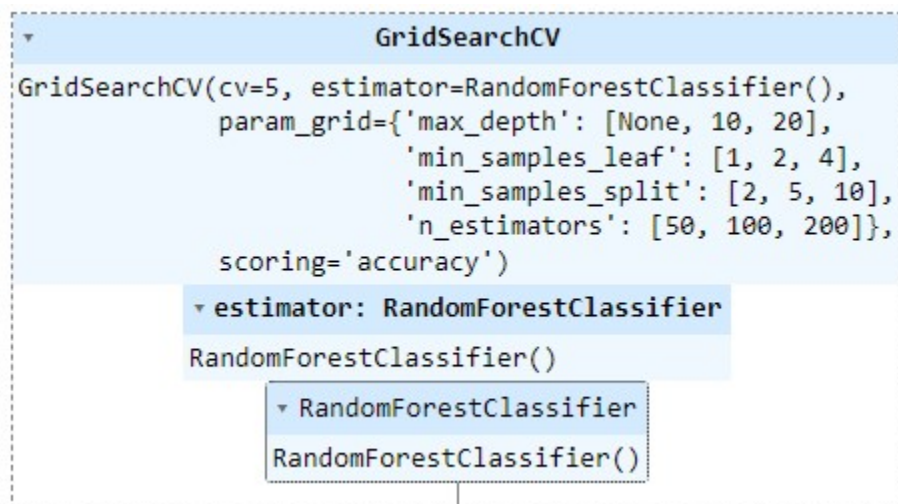 GridSearchCV
GridSearchCV(cv=5, estimator=RandomForestClassifier(),
param_grid={'max_depth': [None, 10, 20],
'min_samples_leaf': [1, 2, 4],
'min_samples_split': [2, 5, 10],
'n_estimators': [50, 100, 200]},
scoring='accuracy')
estimator: RandomForestClassifier
RandomForestClassifier()
RandomForestClassifier
RandomForestClassifier()